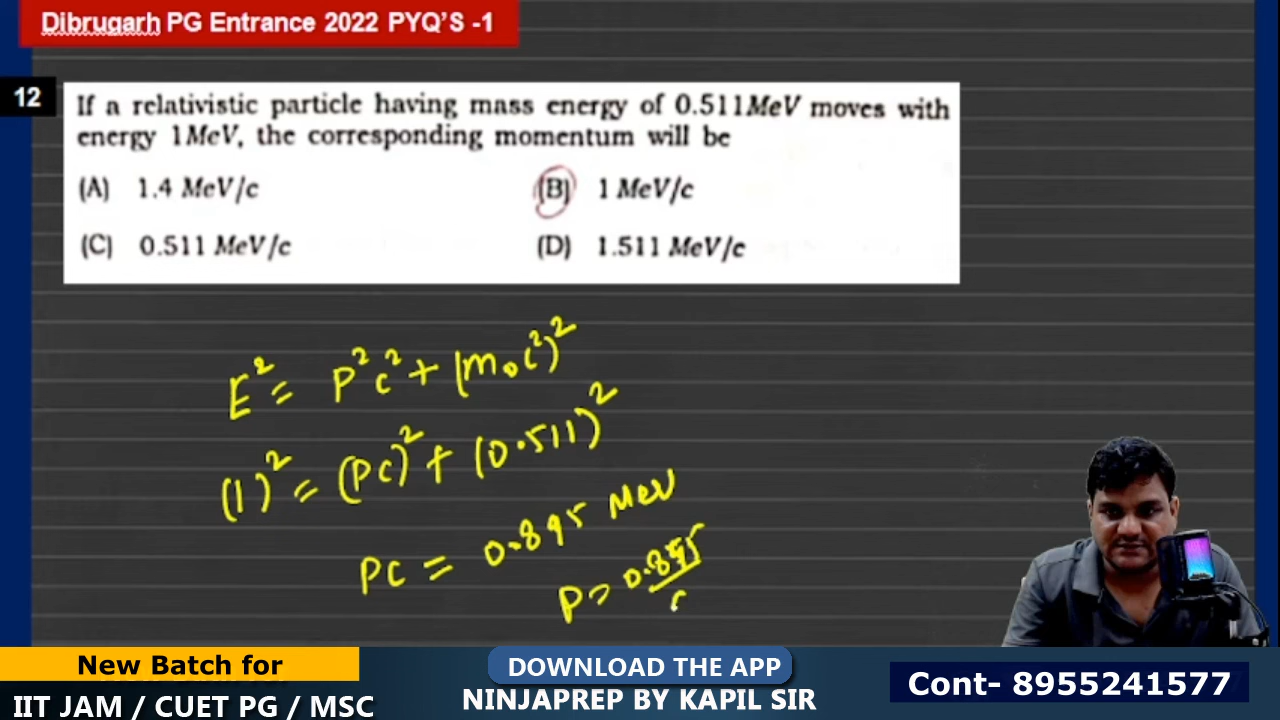 Dibrugarh PG Entrance 2022 PYQ'S -1
12
If a relativistic particle having mass energy of 0.511MeV moves with
energy 1MeV, the corresponding momentum will be
(A) 1.4 MeV/c (B) 1 MeV/c
(C) 0.511 MeV/c (D) 1.511 MeV/c
E² = P²c² + (m₀c²)²
(1)² = (Pc)² + (0.511)²
Pc = 0.895 MeV
P = 0.895/c
New Batch for
IIT JAM / CUET PG / MSC
DOWNLOAD THE APP
NINJAPREP BY KAPIL SIR
Cont- 8955241577